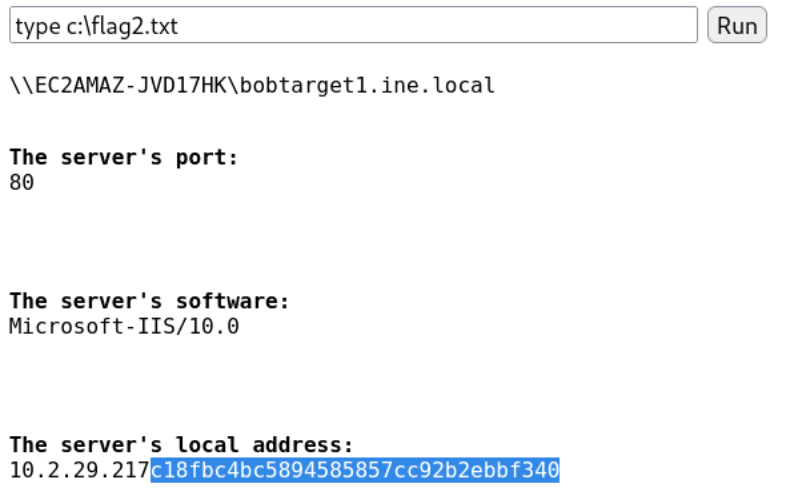 type c:\flag2.txt
Run
\\EC2AMAZ-JVD17HK\bobtarget1.ine.local
The server's port:
80
The server's software:
Microsoft-IIS/10.0
The server's local address:
10.2.29.217c18fbc4bc5894585857cc92b2ebbf340